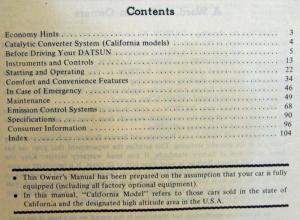 Contents
Economy Hints 3
Catalytic Converter System (California models) 4
Before Driving Your DATSUN 5
Instruments and Controls 13
Starting and Operating 22
Comfort and Convenience Features 34
In Case of Emergency 46
Maintenance 49
Emission Control Systems 68
Specifications 90
Consumer Information 96
Index 104
• This Owner's Manual has been prepared on the assumption that your car is fully
equipped (including all factory optional equipment).
• In this manual, "California Model" refers to those cars sold in the state of
California and the designated high altitude area in the U.S.A.